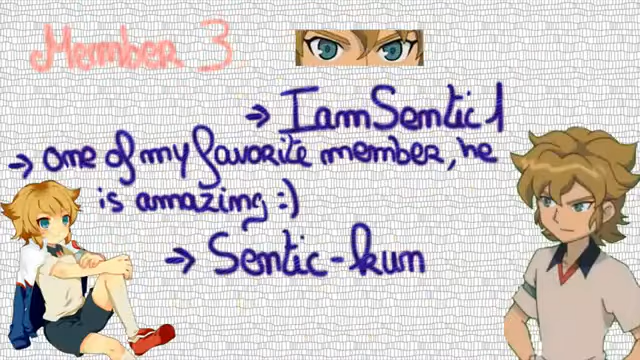 Member 3
→ IamSentic1
→ one of my favorite member, he
is amazing :)
→ Sentic-kun